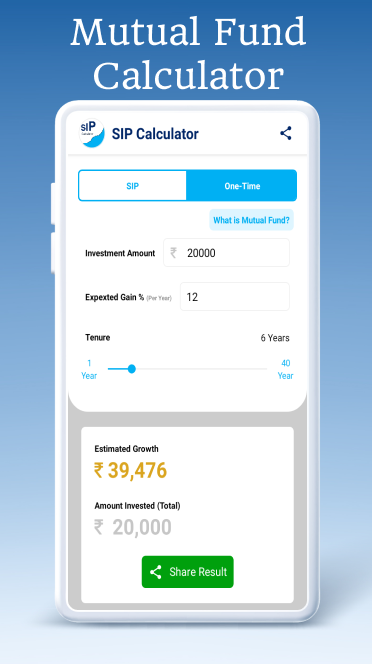 Mutual Fund
Calculator
SIP
Calculator
SIP Calculator
SIP
One-Time
What is Mutual Fund?
Investment Amount ₹ 20000
Expexted Gain % (Per Year) 12
Tenure 6 Years
1 40
Year Year
Estimated Growth
₹ 39,476
Amount Invested (Total)
₹ 20,000
Share Result